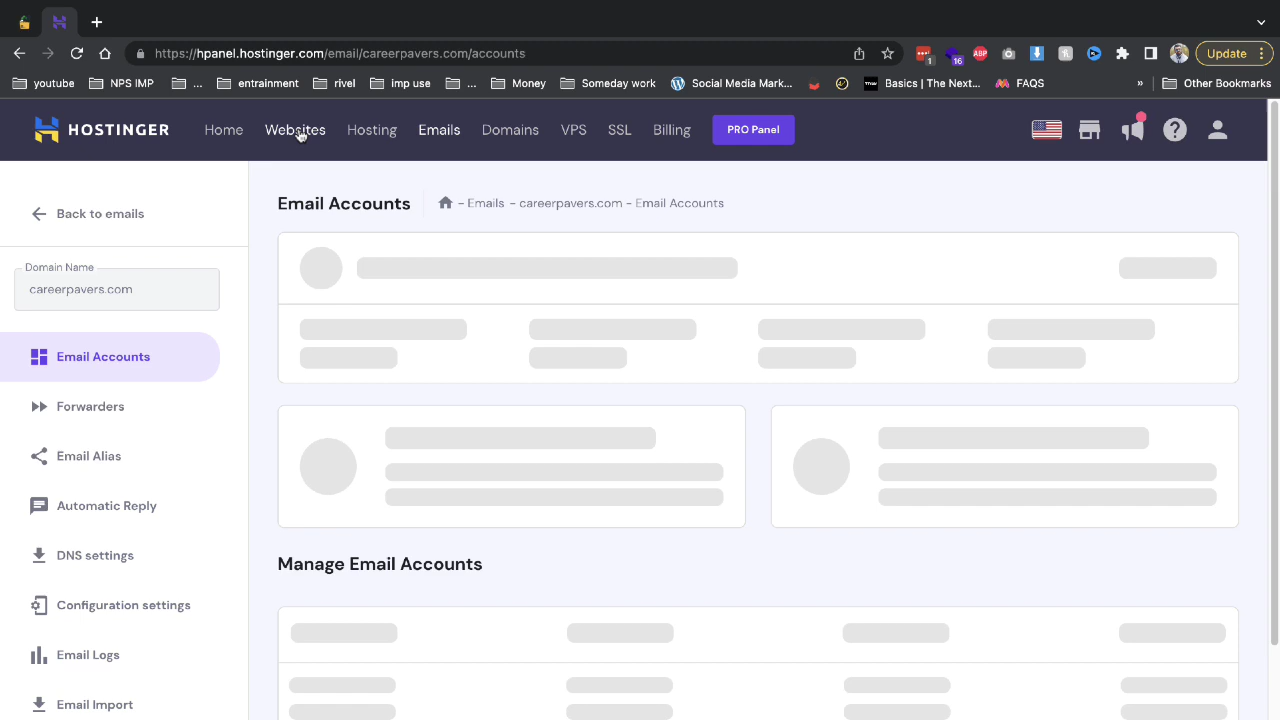 https://hpanel.hostinger.com/email/careerpavers.com/accounts
1
16
ABP
Update
youtube
NPS IMP
...
entrainment
rivel
Imp use
...
Money
Someday work
Social Media Mark...
Basics | The Next...
FAQS
»
Other Bookmarks
HOSTINGER
Home
Websites
Hosting
Emails
Domains
VPS
SSL
Billing
PRO Panel
Back to emails
Domain Name
careerpavers.com
Email Accounts
Forwarders
Email Alias
Automatic Reply
DNS settings
Configuration settings
Email Logs
Email Import
Email Accounts
- Emails - careerpavers.com - Email Accounts
Manage Email Accounts